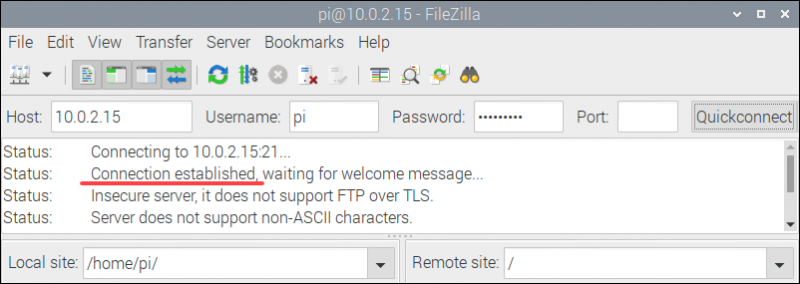 pi@10.0.2.15 - FileZilla
File Edit View Transfer Server Bookmarks Help
Host: 10.0.2.15 Username: pi Password: ••••••••• Port: Quickconnect
Status: Connecting to 10.0.2.15:21...
Status: Connection established, waiting for welcome message...
Status: Insecure server, it does not support FTP over TLS.
Status: Server does not support non-ASCII characters.
Local site: /home/pi/ Remote site: /